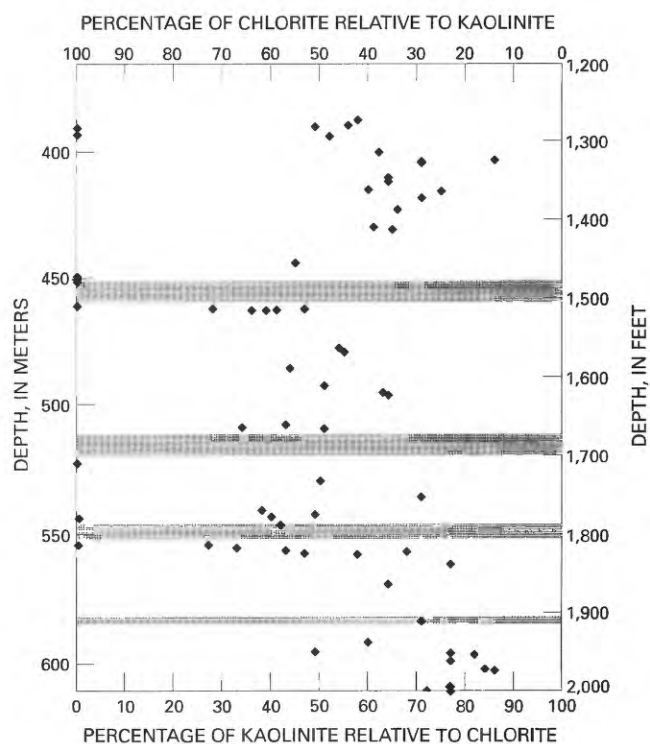 PERCENTAGE OF CHLORITE RELATIVE TO KAOLINITE
100 90 80 70 60 50 40 30 20 10 0
1,200
1,300
400
1,400
450
1,500
DEPTH, IN METERS
DEPTH, IN FEET
1,600
500
1,700
550
1,800
1,900
600
2,000
0 10 20 30 40 50 60 70 80 90 100
PERCENTAGE OF KAOLINITE RELATIVE TO CHLORITE